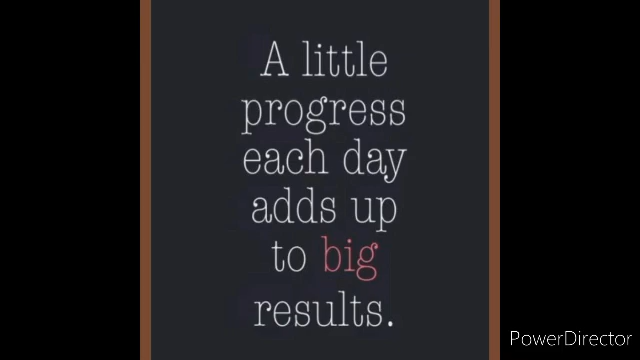 A little
progress
each day
adds up
to big
results.
PowerDirector